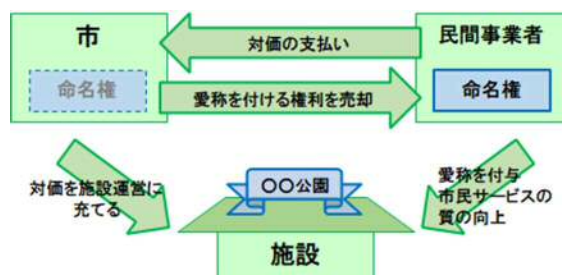 市
対価の支払い
民間事業者
命名権
愛称を付ける権利を売却
命名権
対価を施設運営に
充てる
〇〇公園
愛称を付与
市民サービスの
質の向上
施設